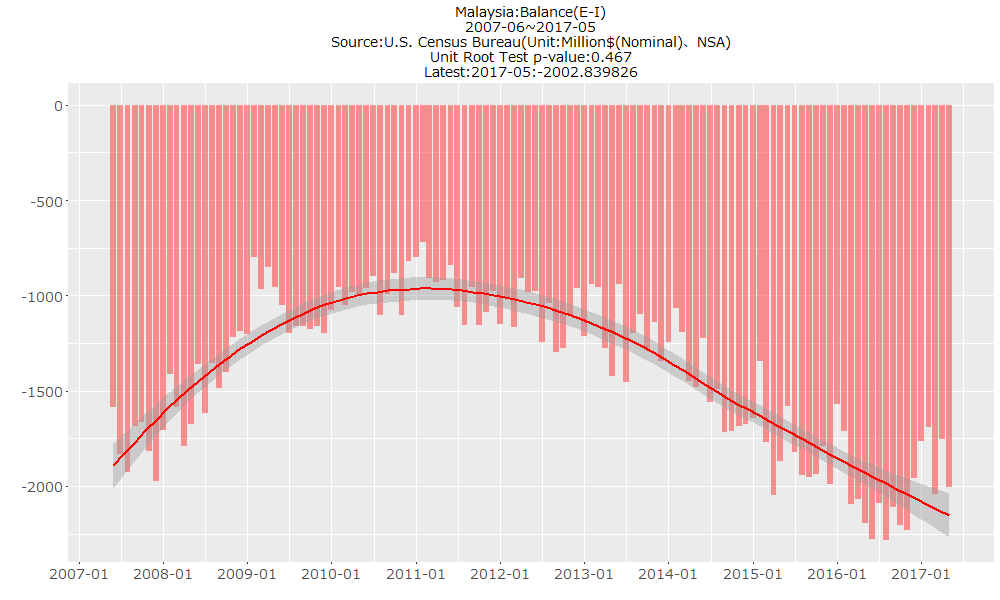 Malaysia:Balance(E-I)
2007-06~2017-05
Source:U.S. Census Bureau(Unit:Million$(Nominal)、NSA)
Unit Root Test p-value:0.467
Latest:2017-05:-2002.839826
0
-500
-1000
-1500
-2000
2007-01 2008-01 2009-01 2010-01 2011-01 2012-01 2013-01 2014-01 2015-01 2016-01 2017-01